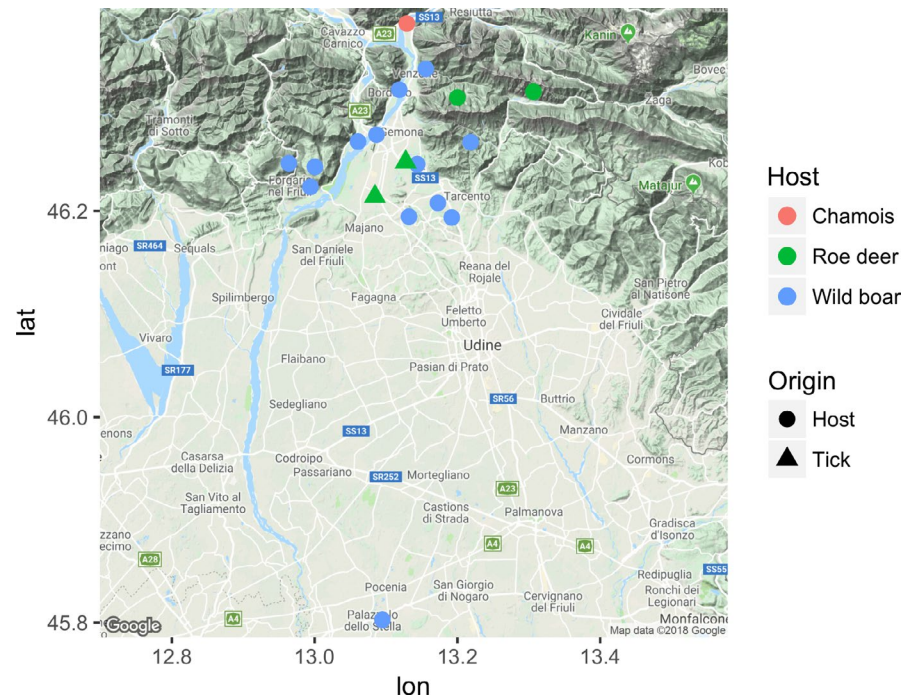 Resiutta
SS13
Cavazzo
Carnico
A23
Kanin
Venzone
Bovec
Bordano
Zaga
A23
Tramonti
di Sotto
Gemona
Kob
SS13
Forgaria
nel Friuli
Tarcento
Matajur
46.2
Majano
SR464
Sequals
San Daniele
del Friuli
Reana del
Rojale
San Pietro
al Natisone
Spilimbergo
Fagagna
Feletto
Umberto
Cividale
del Friuli
Vivaro
Udine
Flaibano
Pasian di Prato
SR177
SR56
Buttrio
Sedegliano
46.0
SS13
Manzano
enons
Casarsa
della Delizia
Codroipo
Passariano
Cormons
SR252
Mortegliano
A23
San Vito al
Tagliamento
Castions
di Strada
Palmanova
Gradisca
d'Isonzo
zzano
ecimo
A4
A4
A28
SS55
Redipuglia
Pocenia
San Giorgio
di Nogaro
Cervignano
del Friuli
Ronchi dei
Legionari
A4
Palazzolo
dello Stella
Monfalcone
45.8
Google
Map data ©2018 Google
12.8
13.0
13.2
13.4
lon
lat
Host
Chamois
Roe deer
Wild boar
Origin
Host
Tick